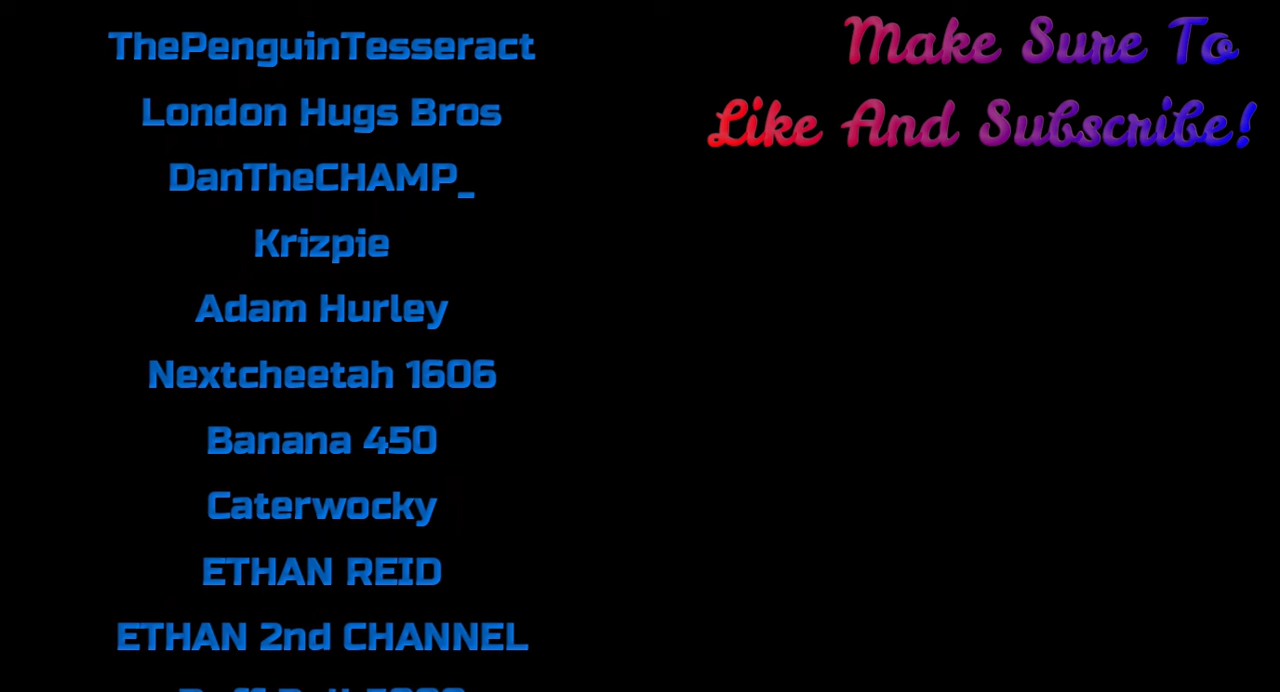 ThePenguinTesseract
London Hugs Bros
DanTheCHAMP_
Krizpie
Adam Hurley
Nextcheetah 1606
Banana 450
Caterwocky
ETHAN REID
ETHAN 2nd CHANNEL
Make Sure To
Like And Subscribe!